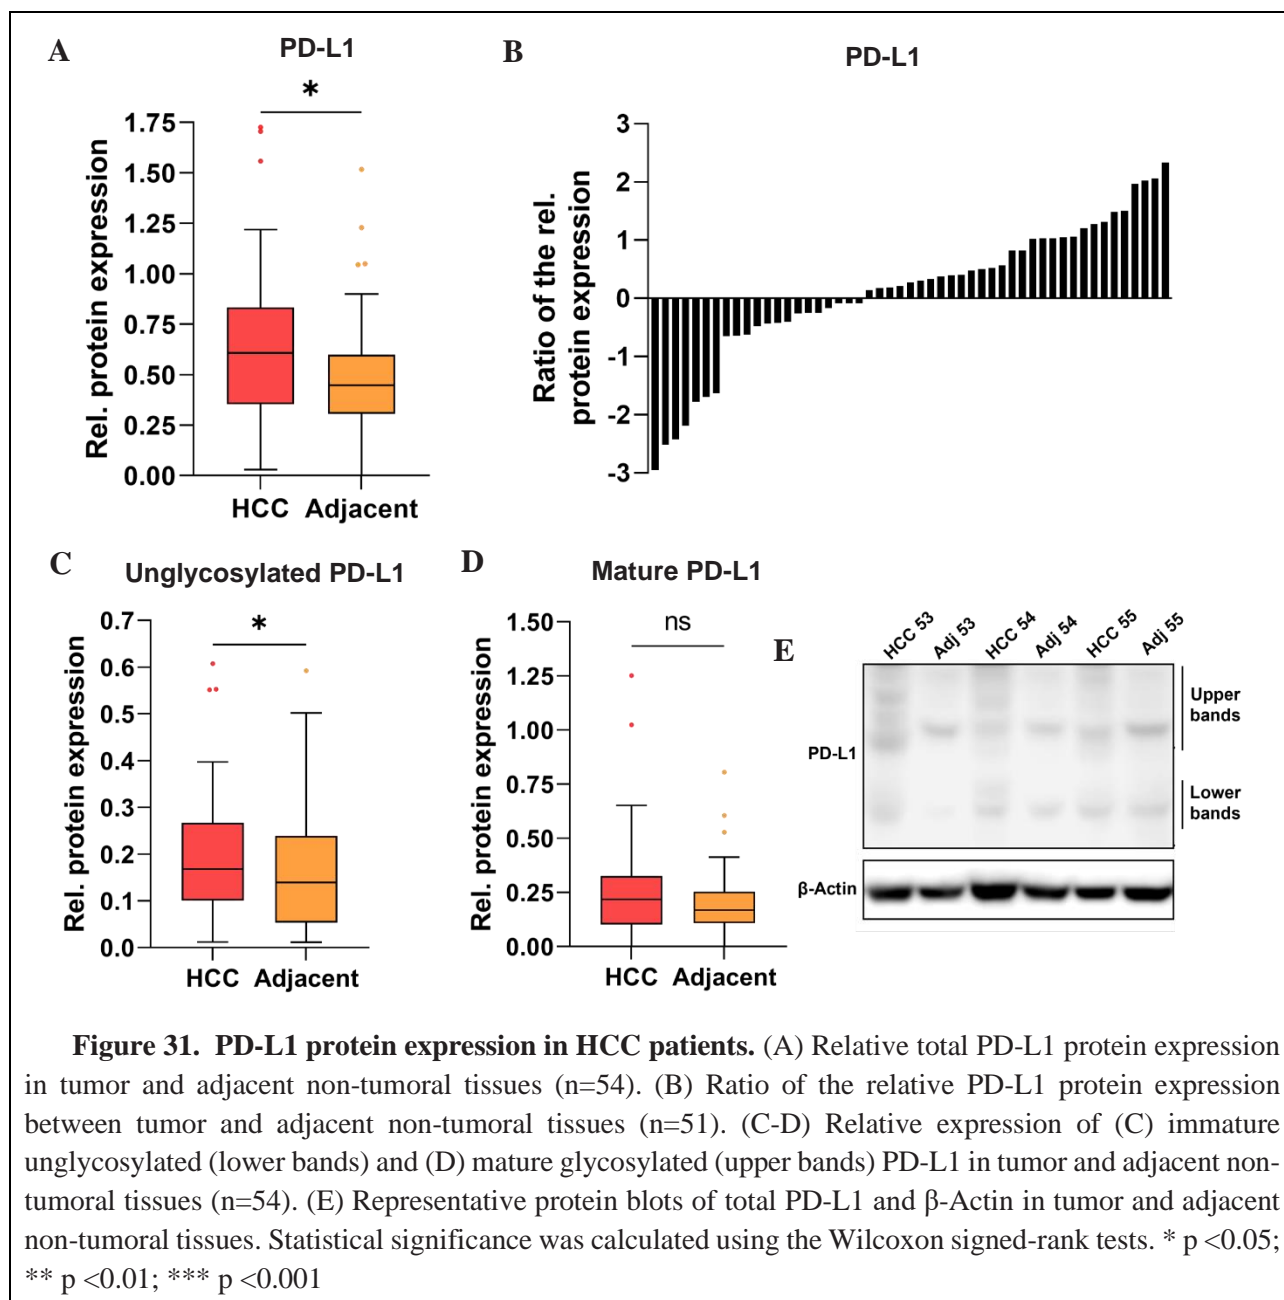 A
PD-L1
*
Rel. protein expression
1.75
1.50
1.25
1.00
0.75
0.50
0.25
0.00
HCC Adjacent
B
PD-L1
Ratio of the rel.
protein expression
3
2
1
0
-1
-2
-3
C
Unglycosylated PD-L1
*
Rel. protein expression
0.7
0.6
0.5
0.4
0.3
0.2
0.1
0.0
HCC Adjacent
D
Mature PD-L1
ns
Rel. protein expression
1.50
1.25
1.00
0.75
0.50
0.25
0.00
HCC Adjacent
E
HCC 53
Adj 53
HCC 54
Adj 54
HCC 55
Adj 55
PD-L1
Upper
bands
Lower
bands
β-Actin
Figure 31. PD-L1 protein expression in HCC patients. (A) Relative total PD-L1 protein expression
in tumor and adjacent non-tumoral tissues (n=54). (B) Ratio of the relative PD-L1 protein expression
between tumor and adjacent non-tumoral tissues (n=51). (C-D) Relative expression of (C) immature
unglycosylated (lower bands) and (D) mature glycosylated (upper bands) PD-L1 in tumor and adjacent non-
tumoral tissues (n=54). (E) Representative protein blots of total PD-L1 and β-Actin in tumor and adjacent
non-tumoral tissues. Statistical significance was calculated using the Wilcoxon signed-rank tests. * p <0.05;
** p <0.01; *** p <0.001